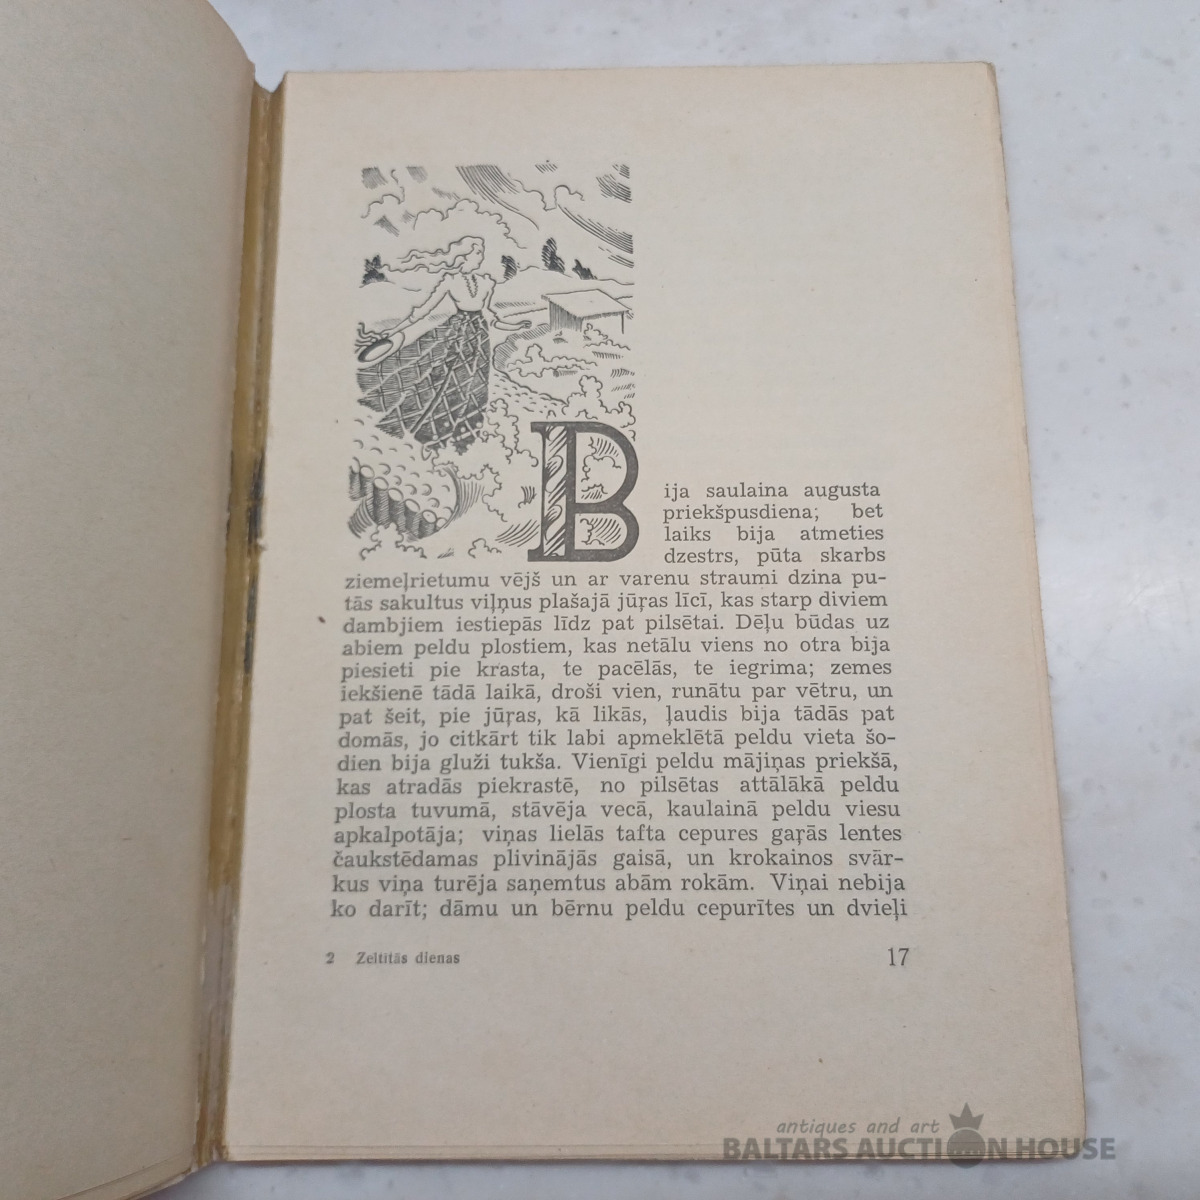 Bija saulaina augusta
priekšpusdiena; bet
laiks bija atmeties
dzestrs, pūta skarbs
ziemeļrietumu vējš un ar varenu straumi dzina pu-
tās sakultus viļņus plašajā jūŗas līcī, kas starp diviem
dambjiem iestiepās līdz pat pilsētai. Dēļu būdas uz
abiem peldu plostiem, kas netālu viens no otra bija
piesieti pie krasta, te pacēlās, te iegrima; zemes
iekšienē tādā laikā, droši vien, runātu par vētru, un
pat šeit, pie jūŗas, kā likās, ļaudis bija tādās pat
domās, jo citkārt tik labi apmeklētā peldu vieta šo-
dien bija gluži tukša. Vienīgi peldu mājiņas priekšā,
kas atradās piekrastē, no pilsētas attālākā peldu
plosta tuvumā, stāvēja vecā, kaulainā peldu viesu
apkalpotāja; viņas lielās tafta cepures gaŗās lentes
čaukstēdamas plivinājās gaisā, un krokainos svār-
kus viņa turēja saņemtus abām rokām. Viņai nebija
ko darīt; dāmu un bērnu peldu cepurītes un dvieļi
2 Zeltītās dienas 17
antiques and art
BALTARS AUCTION HOUSE